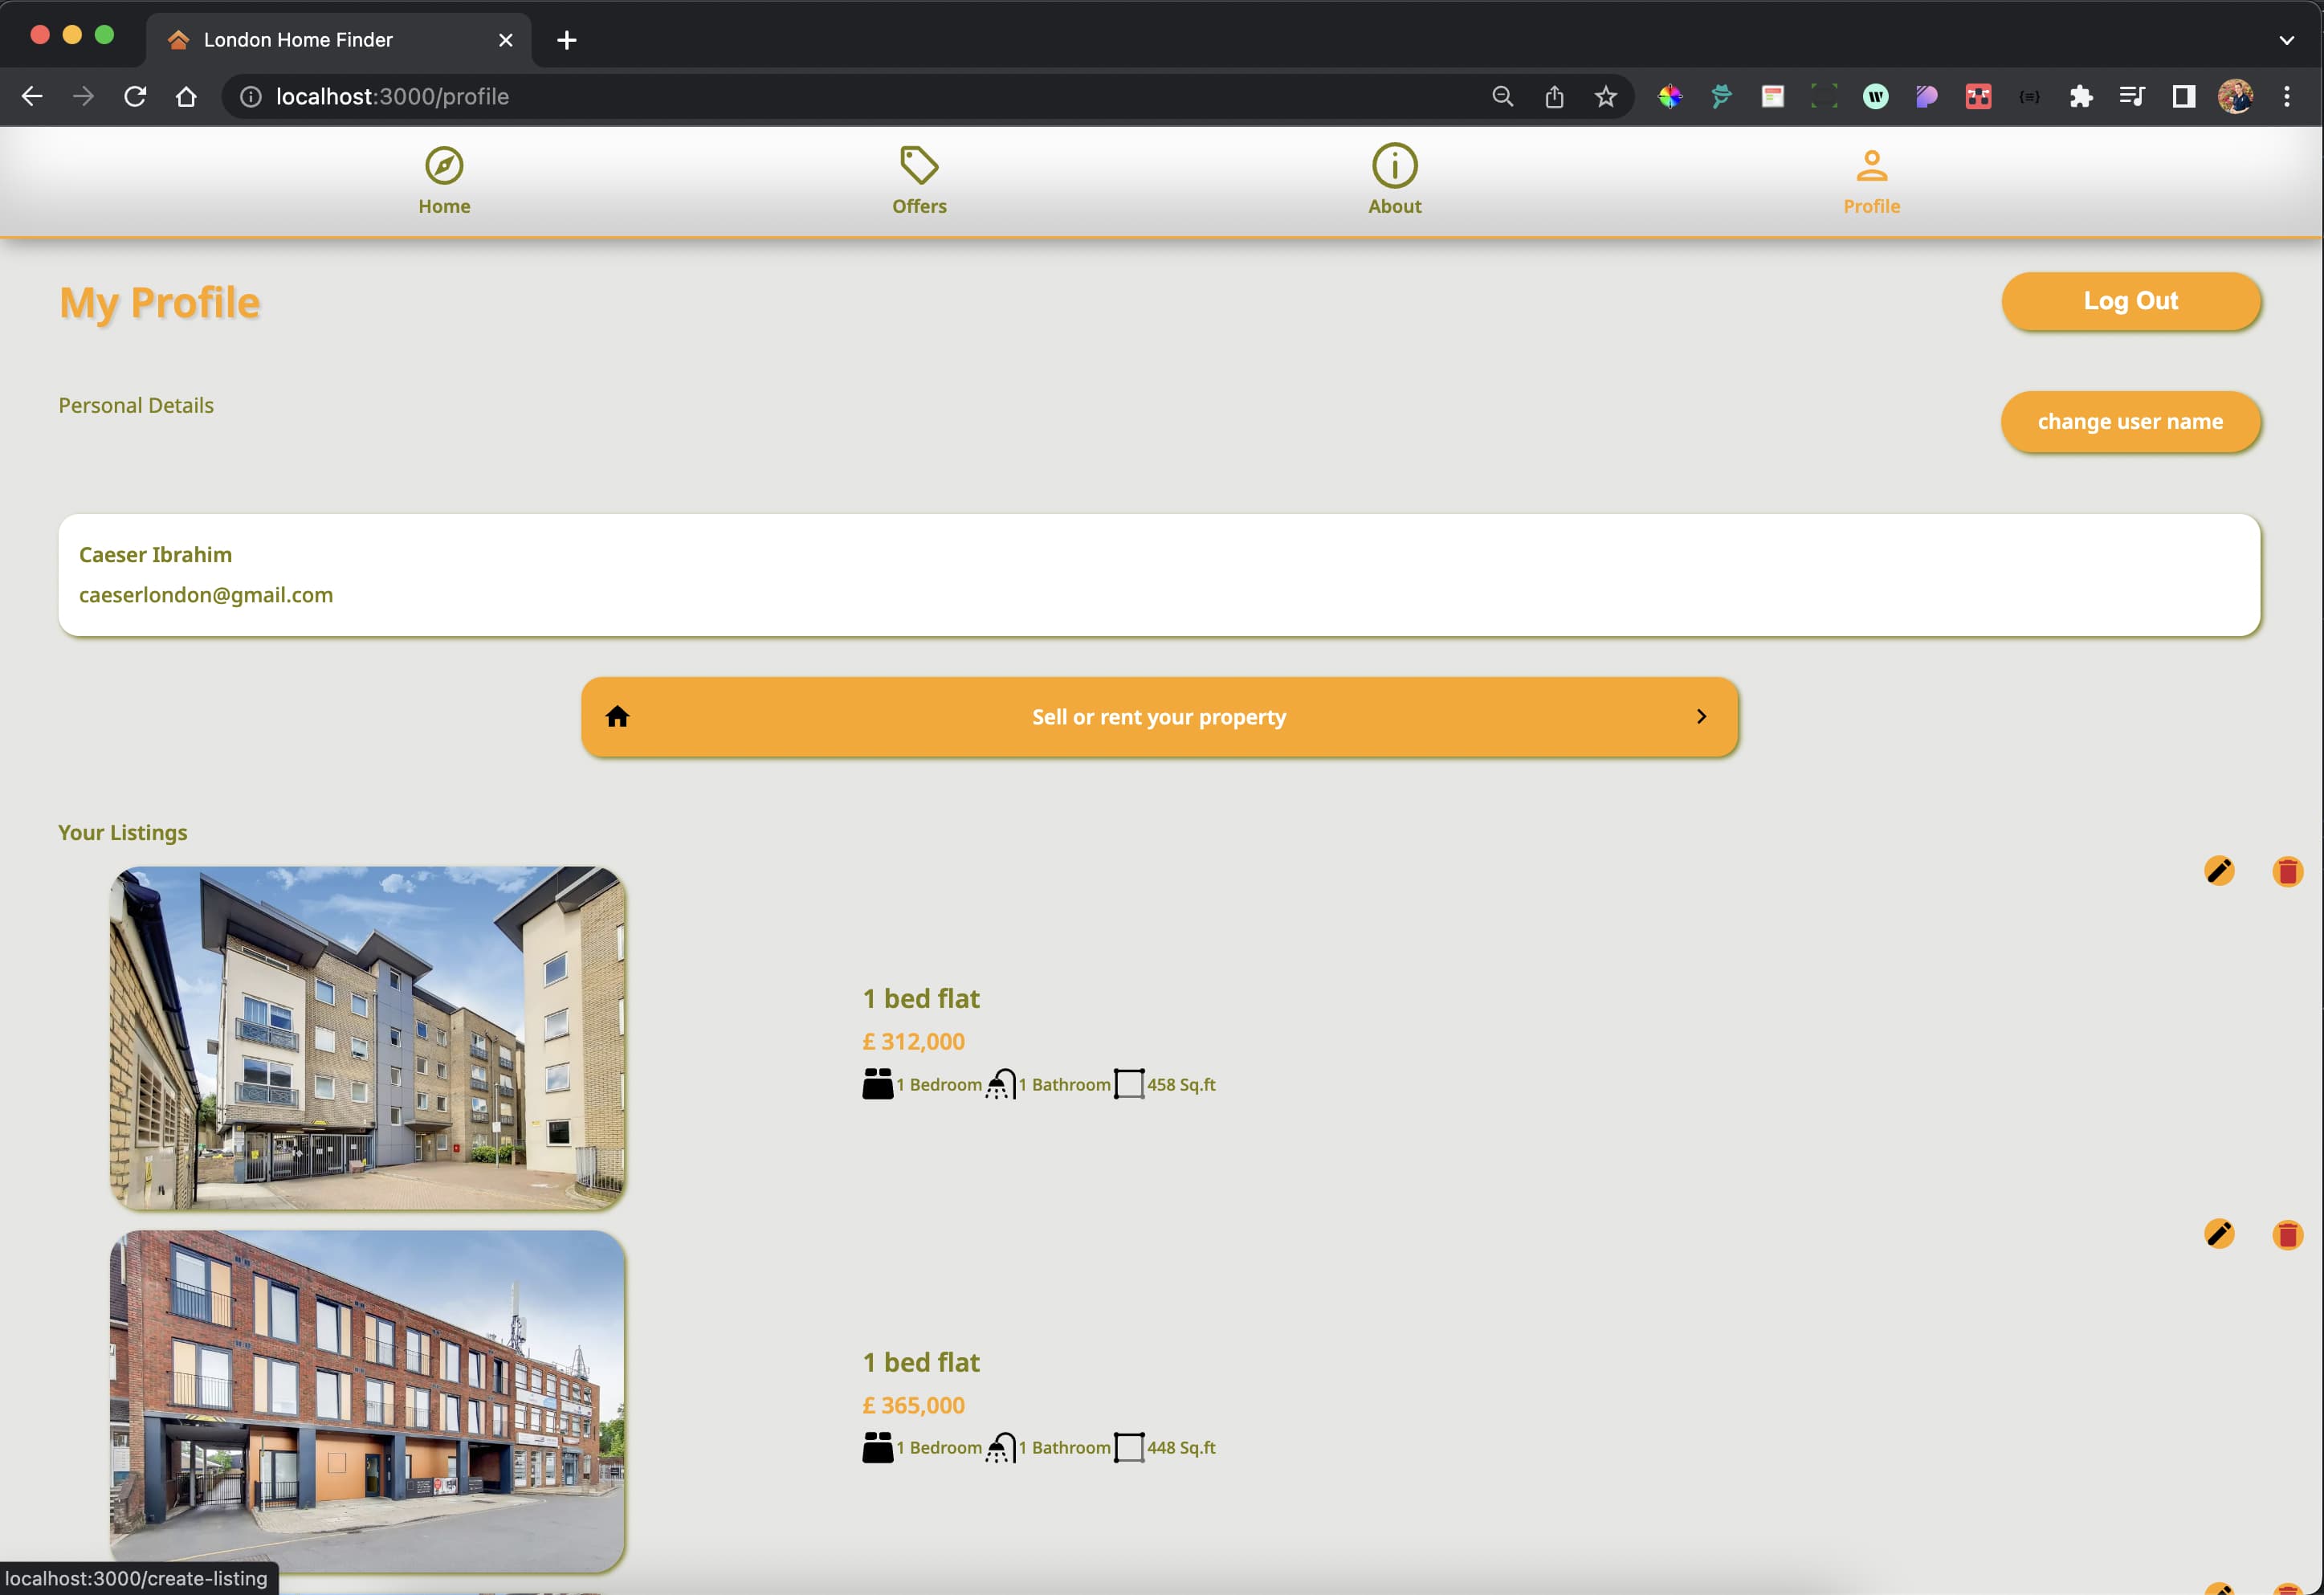 London Home Finder
localhost:3000/profile
Home
Offers
About
Profile
My Profile
Log Out
Personal Details
change user name
Caeser Ibrahim
caeserlondon@gmail.com
Sell or rent your property
Your Listings
1 bed flat
£ 312,000
1 Bedroom 1 Bathroom 458 Sq.ft
1 bed flat
£ 365,000
1 Bedroom 1 Bathroom 448 Sq.ft
localhost:3000/create-listing